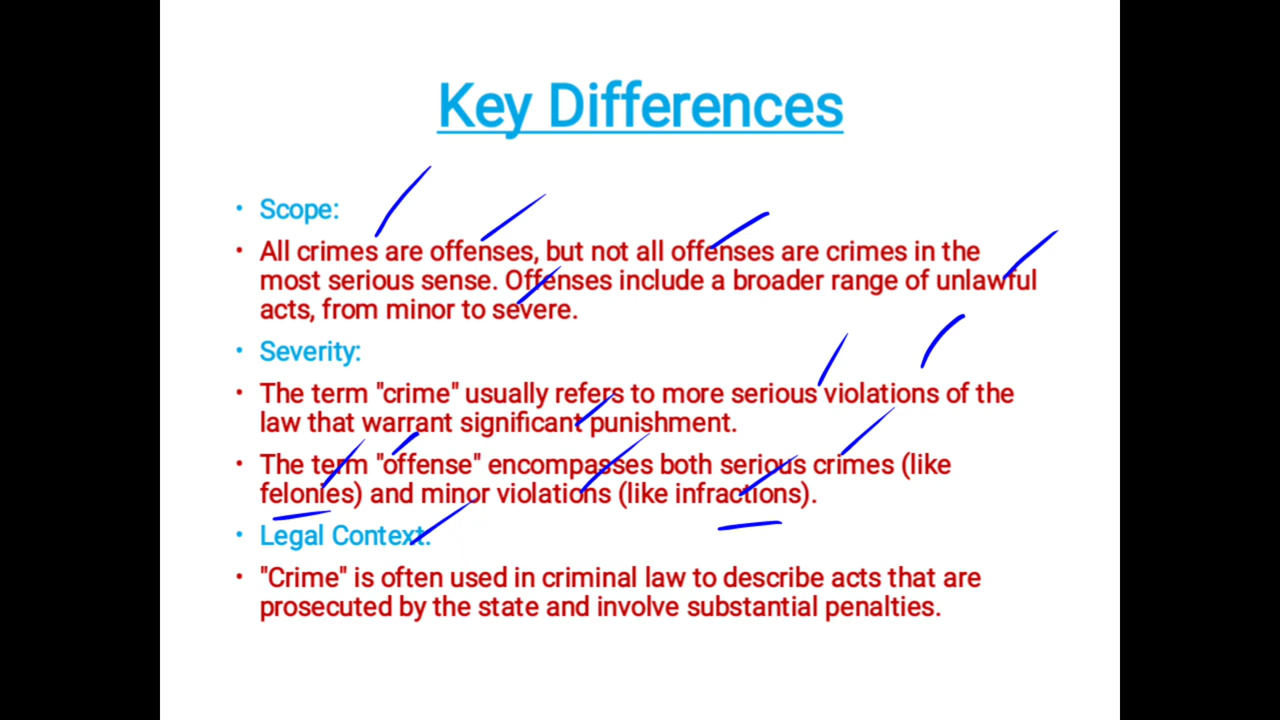 Key Differences
• Scope:
• All crimes are offenses, but not all offenses are crimes in the
most serious sense. Offenses include a broader range of unlawful
acts, from minor to severe.
• Severity:
• The term "crime" usually refers to more serious violations of the
law that warrant significant punishment.
• The term "offense" encompasses both serious crimes (like
felonies) and minor violations (like infractions).
• Legal Context:
• "Crime" is often used in criminal law to describe acts that are
prosecuted by the state and involve substantial penalties.